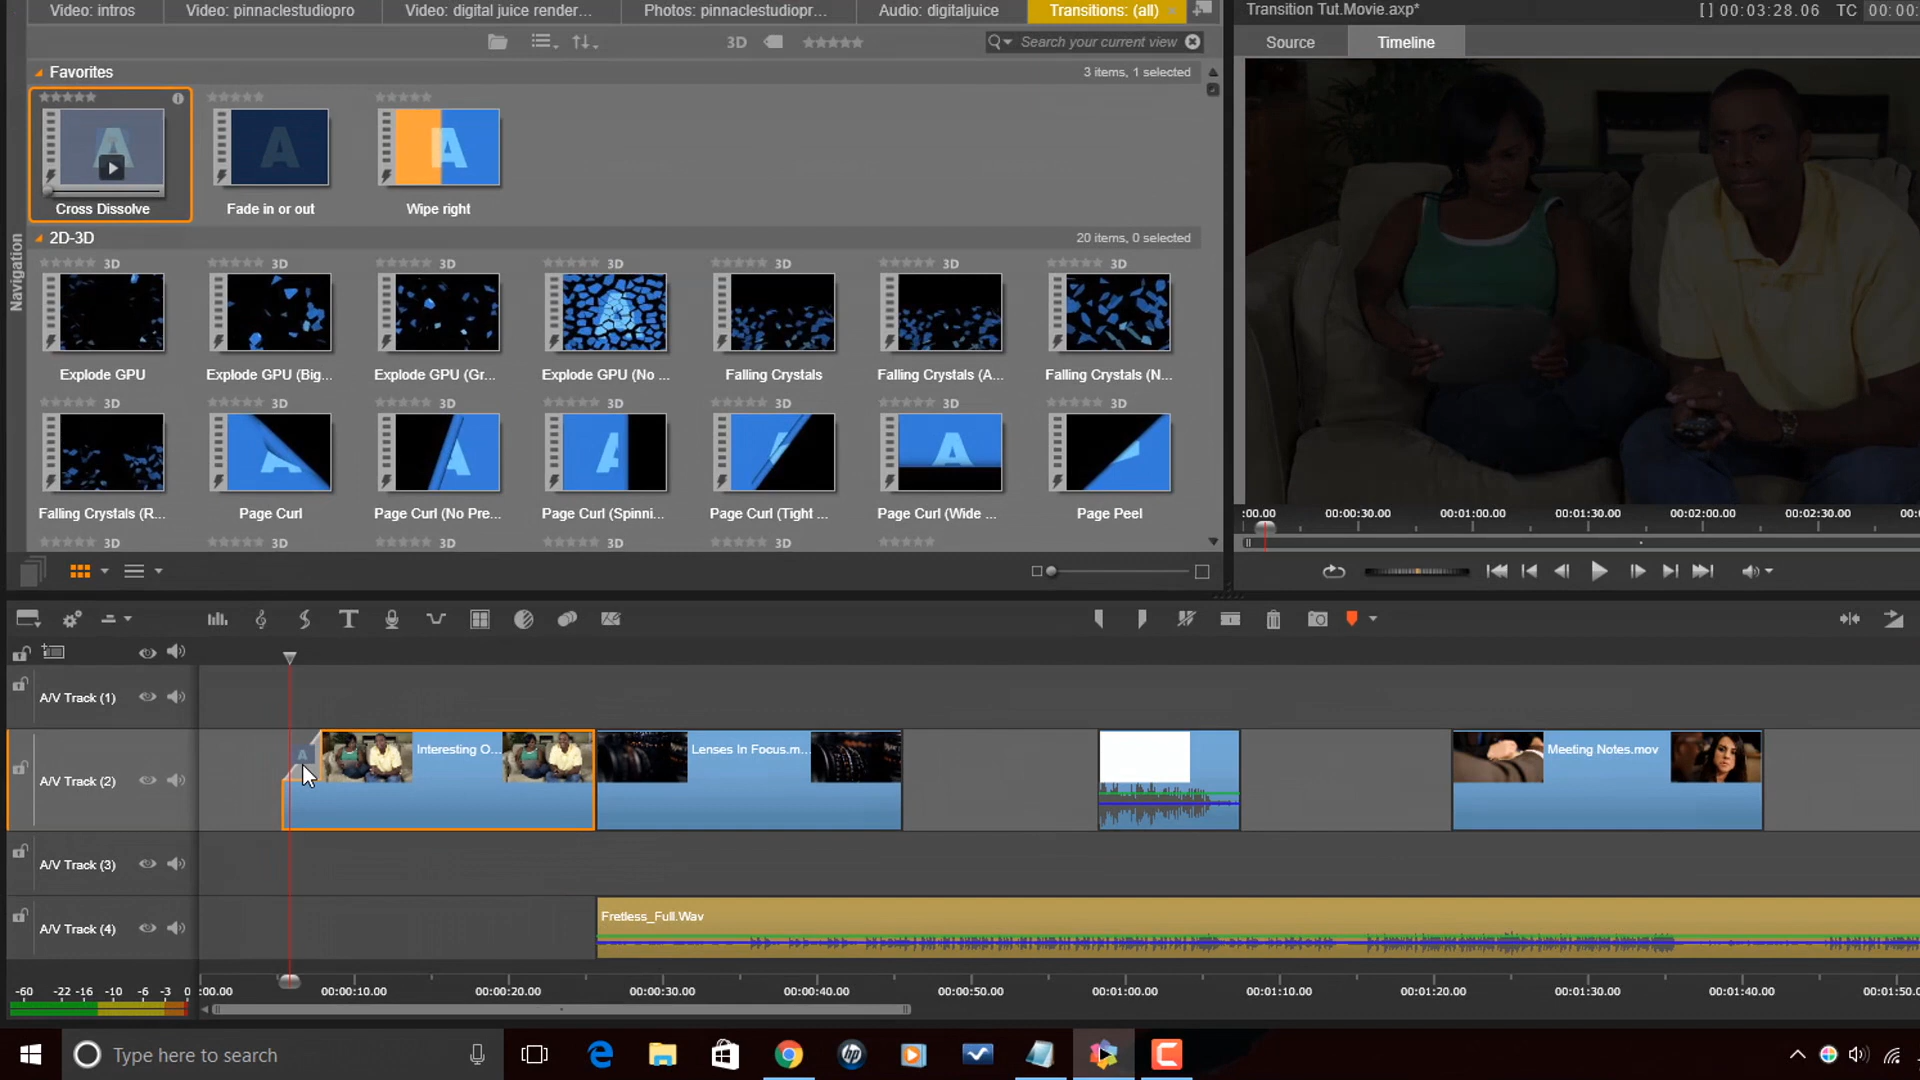 Video: intros
Video: pinnaclestudiopro
Video: digital juice render...
Photos: pinnaclestudiopr...
Audio: digitaljuice
Transitions: (all)
Transition Tut.Movie.axp*
[ ] 00:03:28.06 TC 00:00:
3D
Search your current view
Source
Timeline
Favorites
3 items, 1 selected
A
A
A
Cross Dissolve
Fade in or out
Wipe right
2D-3D
20 items, 0 selected
3D
3D
3D
3D
3D
3D
3D
Explode GPU
Explode GPU (Big...
Explode GPU (Gr...
Explode GPU (No ...
Falling Crystals
Falling Crystals (A...
Falling Crystals (N...
3D
3D
3D
3D
3D
3D
3D
Falling Crystals (R...
Page Curl
Page Curl (No Pre...
Page Curl (Spinni...
Page Curl (Tight ...
Page Curl (Wide ...
Page Peel
3D
3D
3D
3D
3D
Navigation
:00.00
00:00:30.00
00:01:00.00
00:01:30.00
00:02:00.00
00:02:30.00
T
A/V Track (1)
A/V Track (2)
A
Interesting O...
Lenses In Focus.m...
Meeting Notes.mov
A/V Track (3)
A/V Track (4)
Fretless_Full.Wav
-60 -22 -16 -10 -6 -3 0
:00.00
00:00:10.00
00:00:20.00
00:00:30.00
00:00:40.00
00:00:50.00
00:01:00.00
00:01:10.00
00:01:20.00
00:01:30.00
00:01:40.00
Type here to search
hp